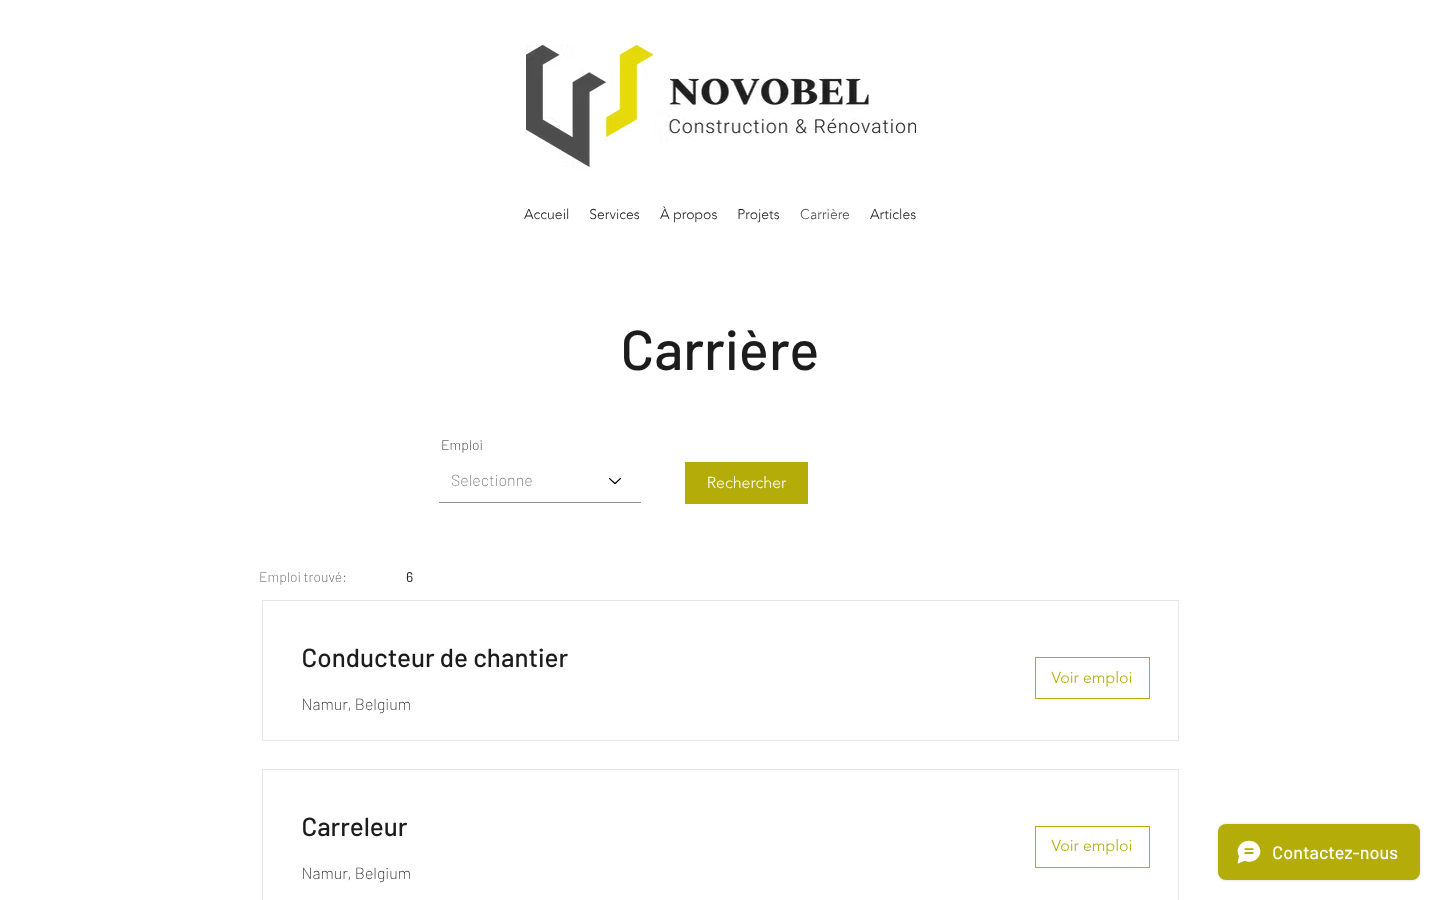 NOVOBEL
Construction & Rénovation
Accueil Services À propos Projets Carrière Articles
Carrière
Emploi
Selectionne
Rechercher
Emploi trouvé: 6
Conducteur de chantier
Voir emploi
Namur, Belgium
Carreleur
Voir emploi
Namur, Belgium
Contactez-nous